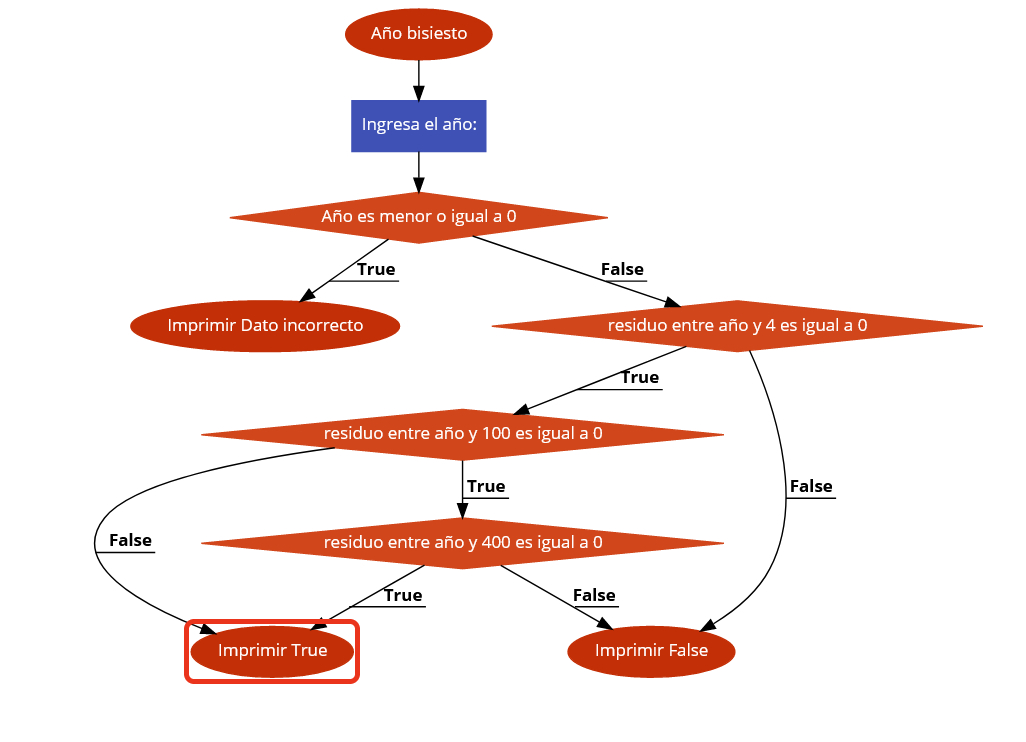 Año bisiesto
Ingresa el año:
Año es menor o igual a 0
True
False
Imprimir Dato incorrecto
residuo entre año y 4 es igual a 0
True
residuo entre año y 100 es igual a 0
True
False
False
residuo entre año y 400 es igual a 0
True
False
Imprimir True
Imprimir False